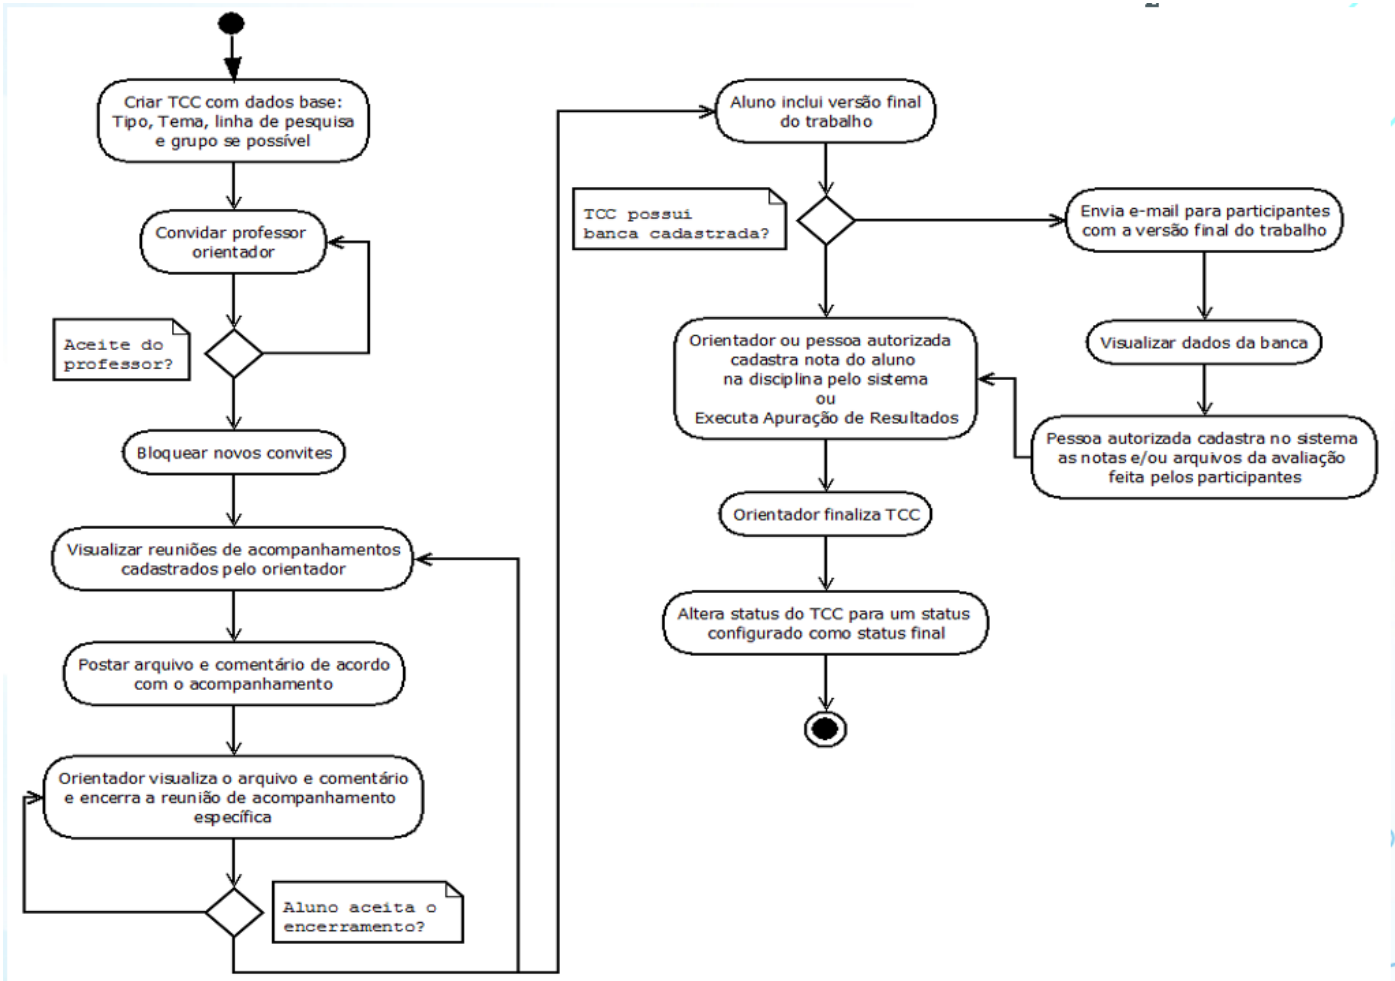 Criar TCC com dados base:
Tipo, Tema, linha de pesquisa
e grupo se possível
Convidar professor
orientador
Aceite do
professor?
Bloquear novos convites
Visualizar reuniões de acompanhamentos
cadastrados pelo orientador
Postar arquivo e comentário de acordo
com o acompanhamento
Orientador visualiza o arquivo e comentário
e encerra a reunião de acompanhamento
específica
Aluno aceita o
encerramento?
Aluno inclui versão final
do trabalho
TCC possui
banca cadastrada?
Envia e-mail para participantes
com a versão final do trabalho
Visualizar dados da banca
Pessoa autorizada cadastra no sistema
as notas e/ou arquivos da avaliação
feita pelos participantes
Orientador ou pessoa autorizada
cadastra nota do aluno
na disciplina pelo sistema
ou
Executa Apuração de Resultados
Orientador finaliza TCC
Altera status do TCC para um status
configurado como status final